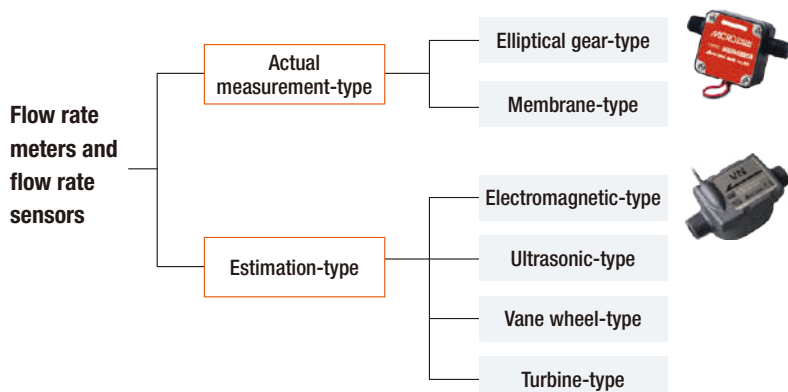 Flow rate
meters and
flow rate
sensors
Actual
measurement-type
Elliptical gear-type
Membrane-type
Estimation-type
Electromagnetic-type
Ultrasonic-type
Vane wheel-type
Turbine-type
VN